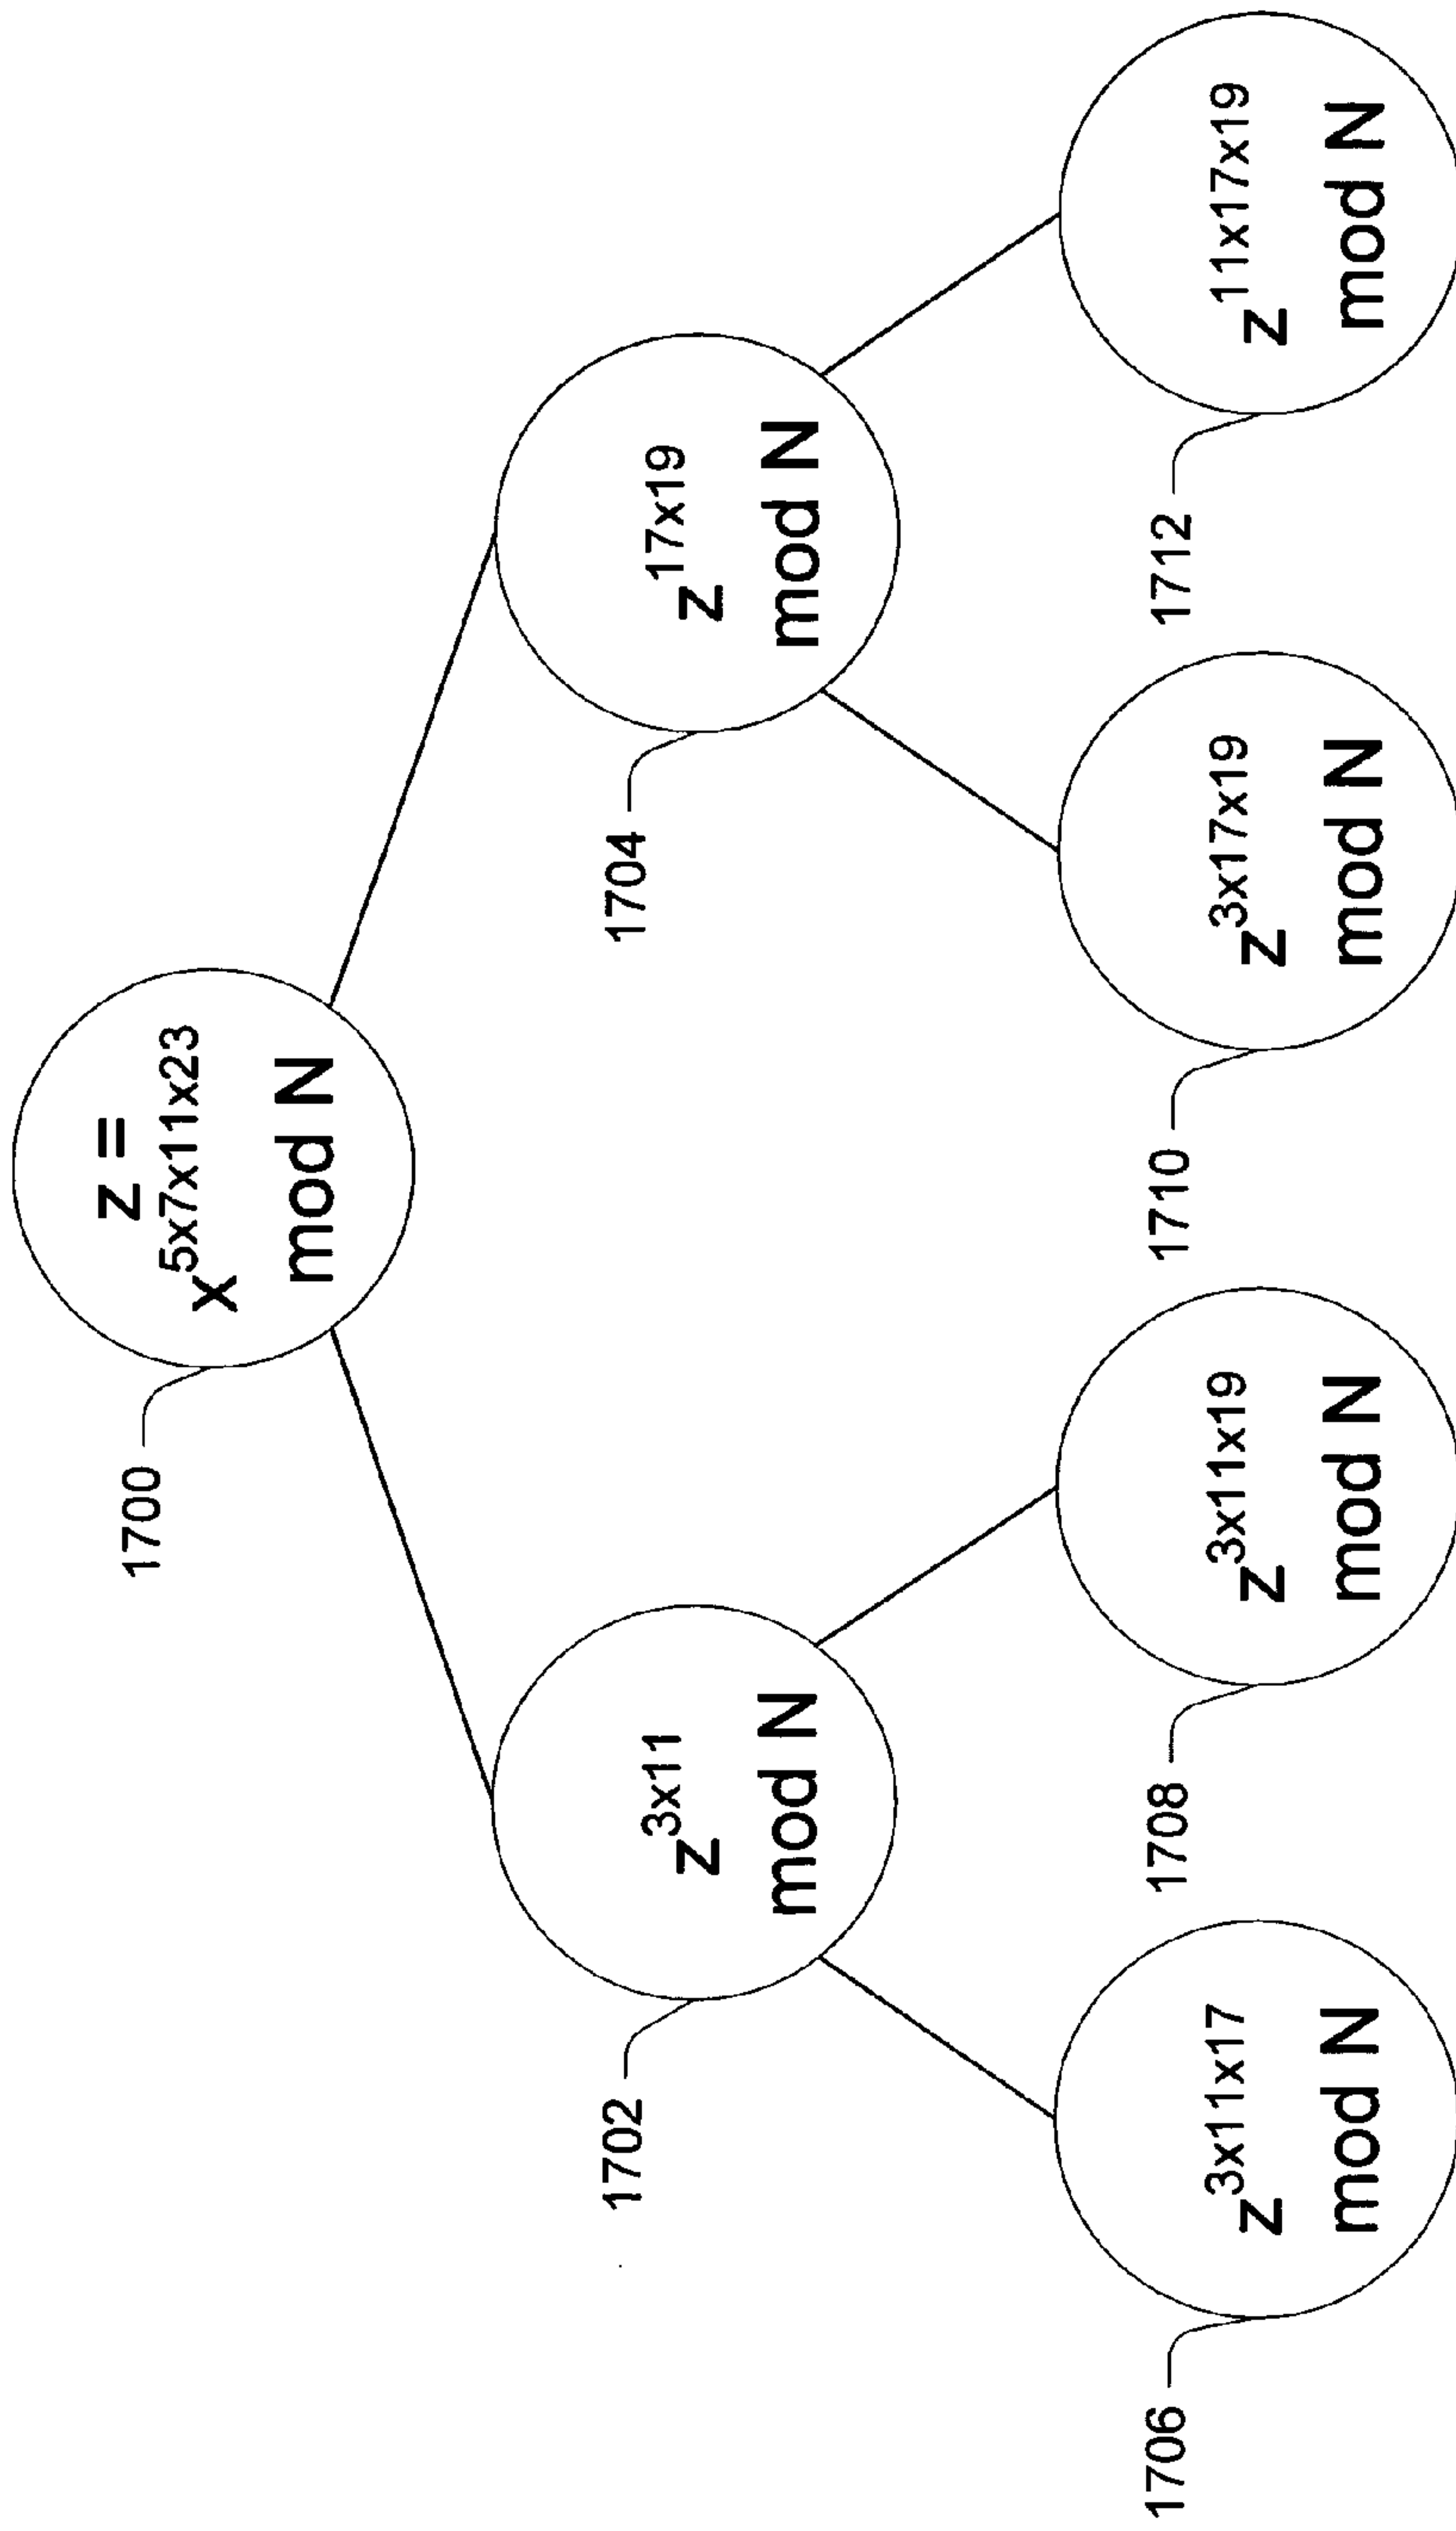 1700
z =
x^5x7x11x23
mod N
1702
z^3x11
mod N
1704
z^17x19
mod N
1706
z^3x11x17
mod N
1708
z^3x11x19
mod N
1710
z^3x17x19
mod N
1712
z^11x17x19
mod N